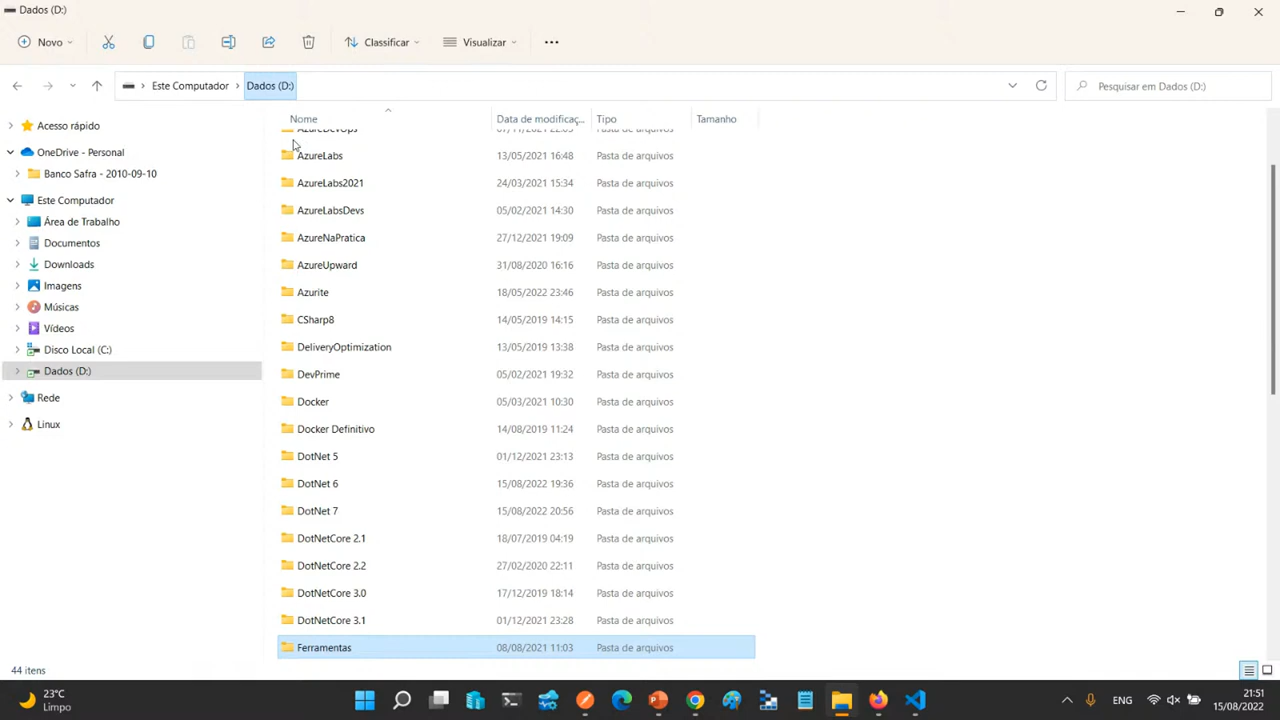 Dados (D:)
Novo
Classificar
Visualizar
Este Computador
Dados (D:)
Pesquisar em Dados (D:)
Acesso rápido
OneDrive - Personal
Banco Safra - 2010-09-10
Este Computador
Área de Trabalho
Documentos
Downloads
Imagens
Músicas
Vídeos
Disco Local (C:)
Dados (D:)
Rede
Linux
Nome Data de modificaç... Tipo Tamanho
AzureDevOps 07/11/2021 22:05 Pasta de arquivos
AzureLabs 13/05/2021 16:48 Pasta de arquivos
AzureLabs2021 24/03/2021 15:34 Pasta de arquivos
AzureLabsDevs 05/02/2021 14:30 Pasta de arquivos
AzureNaPratica 27/12/2021 19:09 Pasta de arquivos
AzureUpward 31/08/2020 16:16 Pasta de arquivos
Azurite 18/05/2022 23:46 Pasta de arquivos
CSharp8 14/05/2019 14:15 Pasta de arquivos
DeliveryOptimization 13/05/2019 13:38 Pasta de arquivos
DevPrime 05/02/2021 19:32 Pasta de arquivos
Docker 05/03/2021 10:30 Pasta de arquivos
Docker Definitivo 14/08/2019 11:24 Pasta de arquivos
DotNet 5 01/12/2021 23:13 Pasta de arquivos
DotNet 6 15/08/2022 19:36 Pasta de arquivos
DotNet 7 15/08/2022 20:56 Pasta de arquivos
DotNetCore 2.1 18/07/2019 04:19 Pasta de arquivos
DotNetCore 2.2 27/02/2020 22:11 Pasta de arquivos
DotNetCore 3.0 17/12/2019 18:14 Pasta de arquivos
DotNetCore 3.1 01/12/2021 23:28 Pasta de arquivos
Ferramentas 08/08/2021 11:03 Pasta de arquivos
44 itens
23°C
Limpo
ENG
21:51
15/08/2022